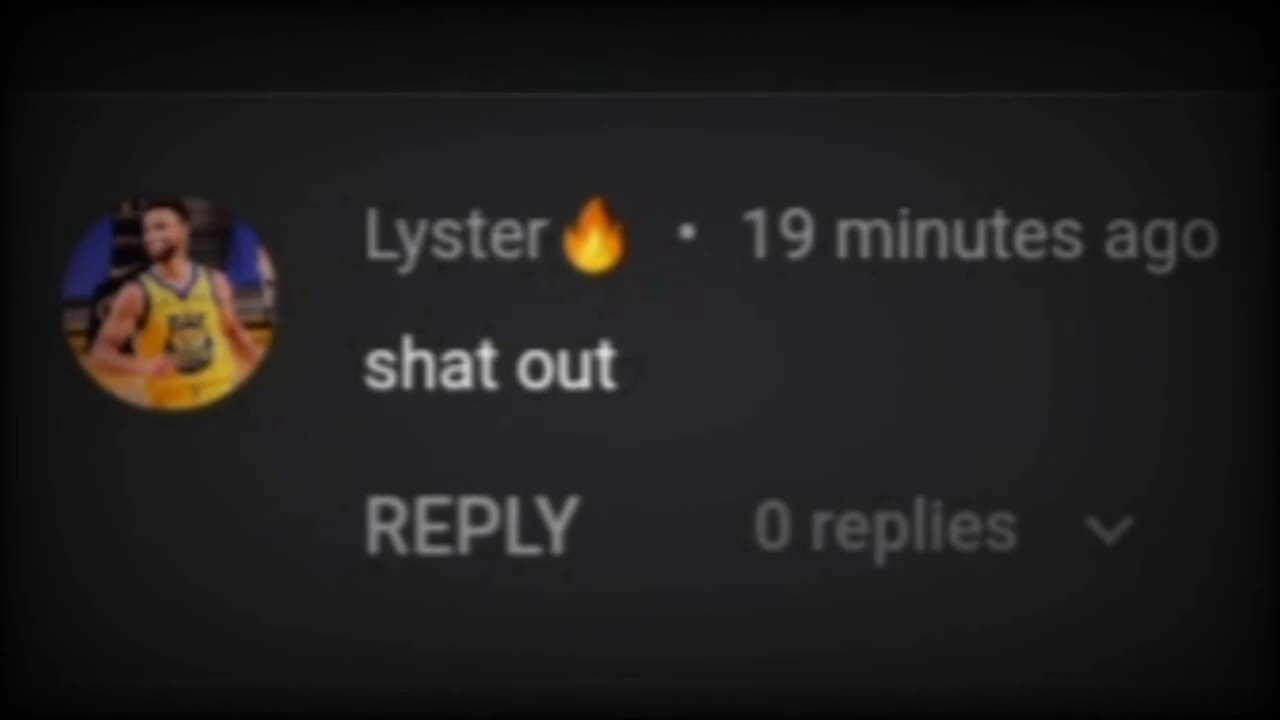 Lyster🔥 • 19 minutes ago
shat out
REPLY 0 replies